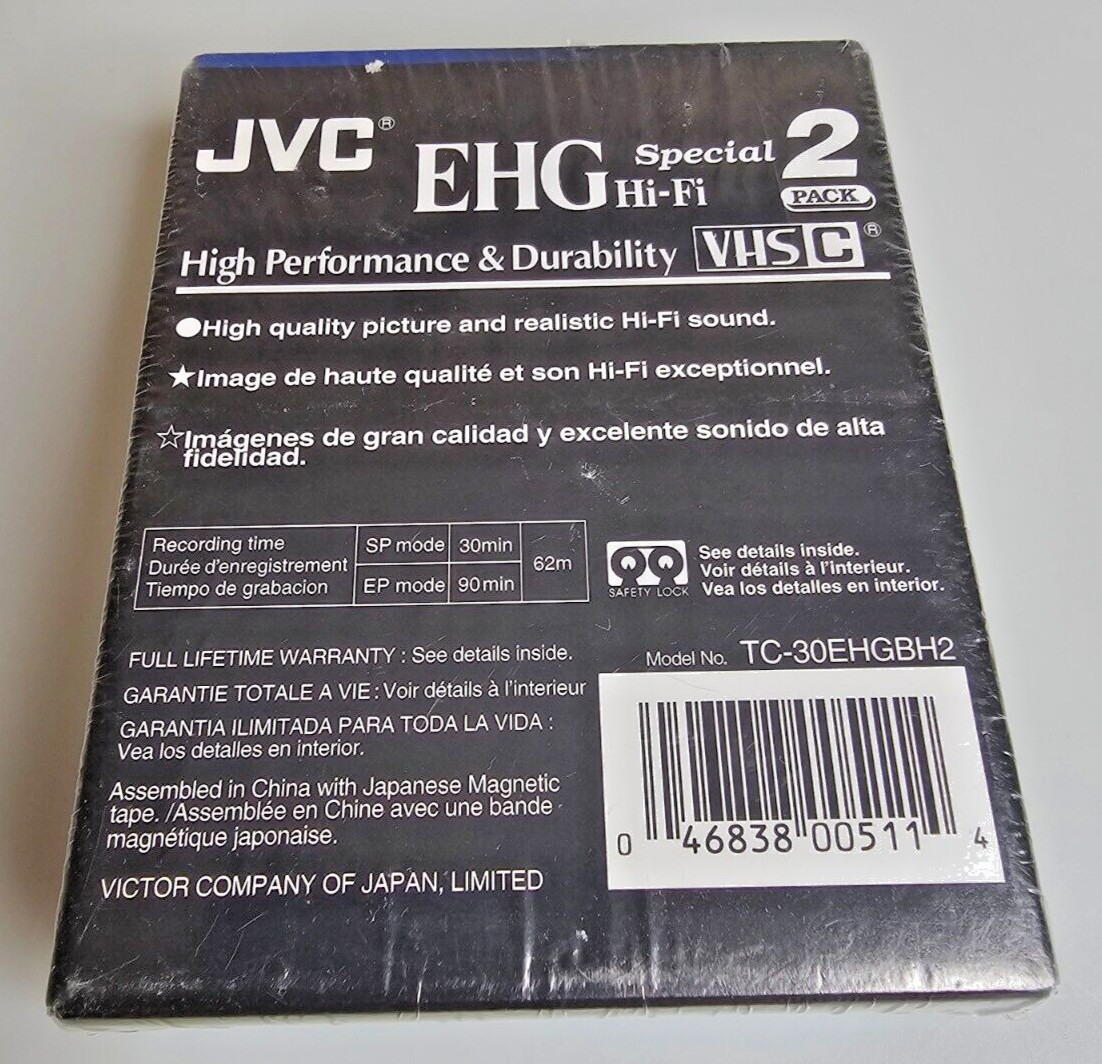 JVC® EHG Special Hi-Fi 2 PACK
High Performance & Durability VHS C®
●High quality picture and realistic Hi-Fi sound.
★Image de haute qualité et son Hi-Fi exceptionnel.
☆Imágenes de gran calidad y excelente sonido de alta
fidelidad.
Recording time
Durée d'enregistrement
Tiempo de grabacion
SP mode 30min
EP mode 90min
62m
SAFETY LOCK
See details inside.
Voir détails à l'interieur.
Vea los detalles en interior.
FULL LIFETIME WARRANTY : See details inside.
GARANTIE TOTALE A VIE : Voir détails à l'interieur
GARANTIA ILIMITADA PARA TODA LA VIDA :
Vea los detalles en interior.
Assembled in China with Japanese Magnetic
tape. /Assemblée en Chine avec une bande
magnétique japonaise.
VICTOR COMPANY OF JAPAN, LIMITED
Model No. TC-30EHGBH2
0 46838 00511 4